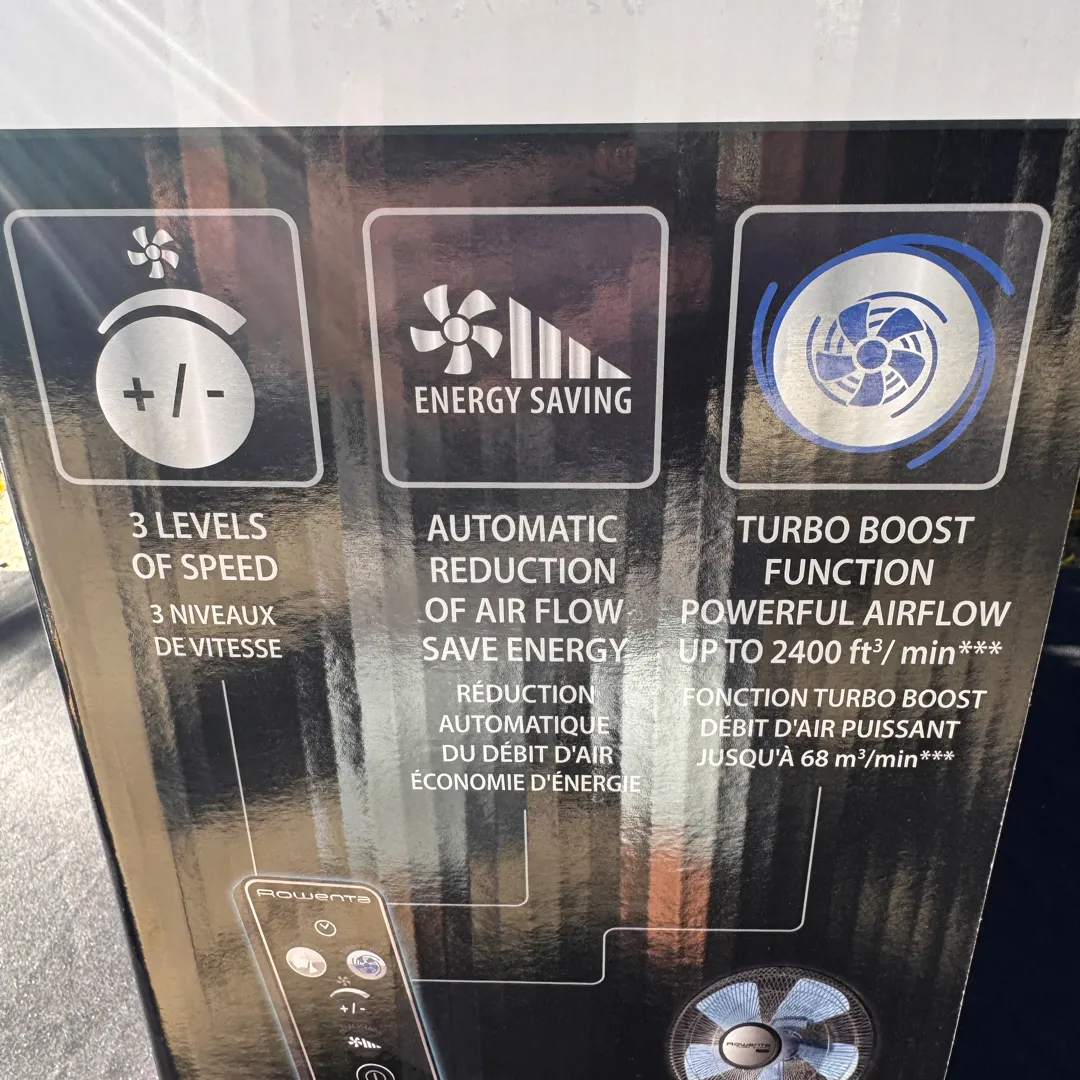 + / -
ENERGY SAVING
3 LEVELS
OF SPEED
3 NIVEAUX
DE VITESSE
AUTOMATIC
REDUCTION
OF AIR FLOW
SAVE ENERGY
RÉDUCTION
AUTOMATIQUE
DU DÉBIT D'AIR
ÉCONOMIE D'ÉNERGIE
TURBO BOOST
FUNCTION
POWERFUL AIRFLOW
UP TO 2400 ft³/ min***
FONCTION TURBO BOOST
DÉBIT D'AIR PUISSANT
JUSQU'À 68 m³/min***
Rowenta
+/-
Rowenta